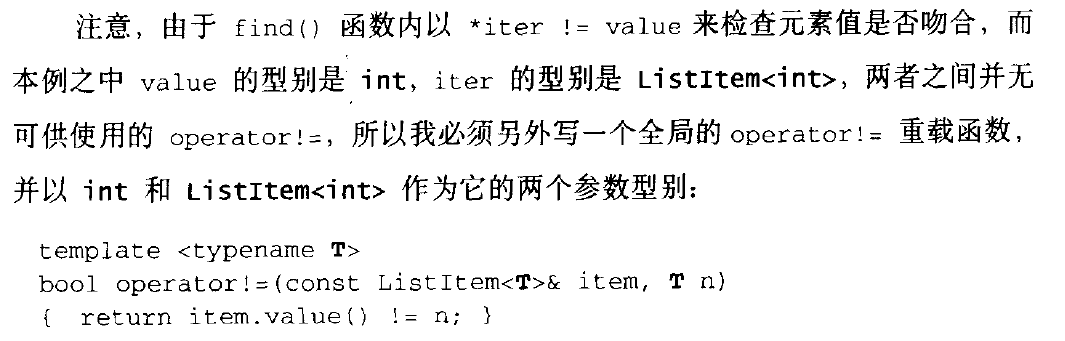 注意，由于 find() 函数内以 *iter != value 来检查元素值是否吻合，而
本例之中 value 的型别是 int，iter 的型别是 ListItem<int>，两者之间并无
可供使用的 operator!=，所以我必须另外写一个全局的 operator!= 重载函数，
并以 int 和 ListItem<int> 作为它的两个参数型别：
template <typename T>
bool operator!=(const ListItem<T>& item, T n)
{ return item.value() != n; }